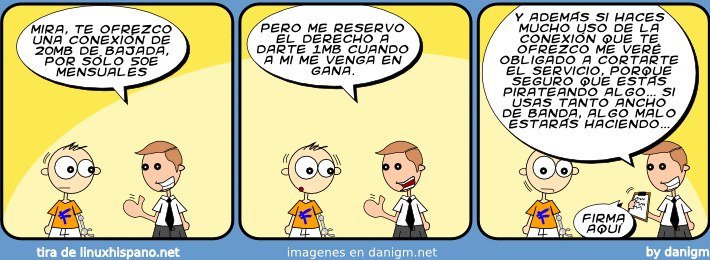 MIRA, TE OFREZCO
UNA CONEXIÓN DE
20MB DE BAJADA,
POR SÓLO 50E
MENSUALES
PERO ME RESERVO
EL DERECHO A
DARTE 1MB CUANDO
A MI ME VENGA EN
GANA.
Y ADEMÁS SI HACES
MUCHO USO DE LA
CONEXIÓN QUE TE
OFREZCO ME VERÉ
OBLIGADO A CORTARTE
EL SERVICIO, PORQUE
SEGURO QUE ESTÁS
PIRATEANDO ALGO... SI
USAS TANTO ANCHO
DE BANDA, ALGO MALO
ESTARÁS HACIENDO...
FIRMA
AQUÍ
tira de linuxhispano.net
imagenes en danigm.net
by danigm